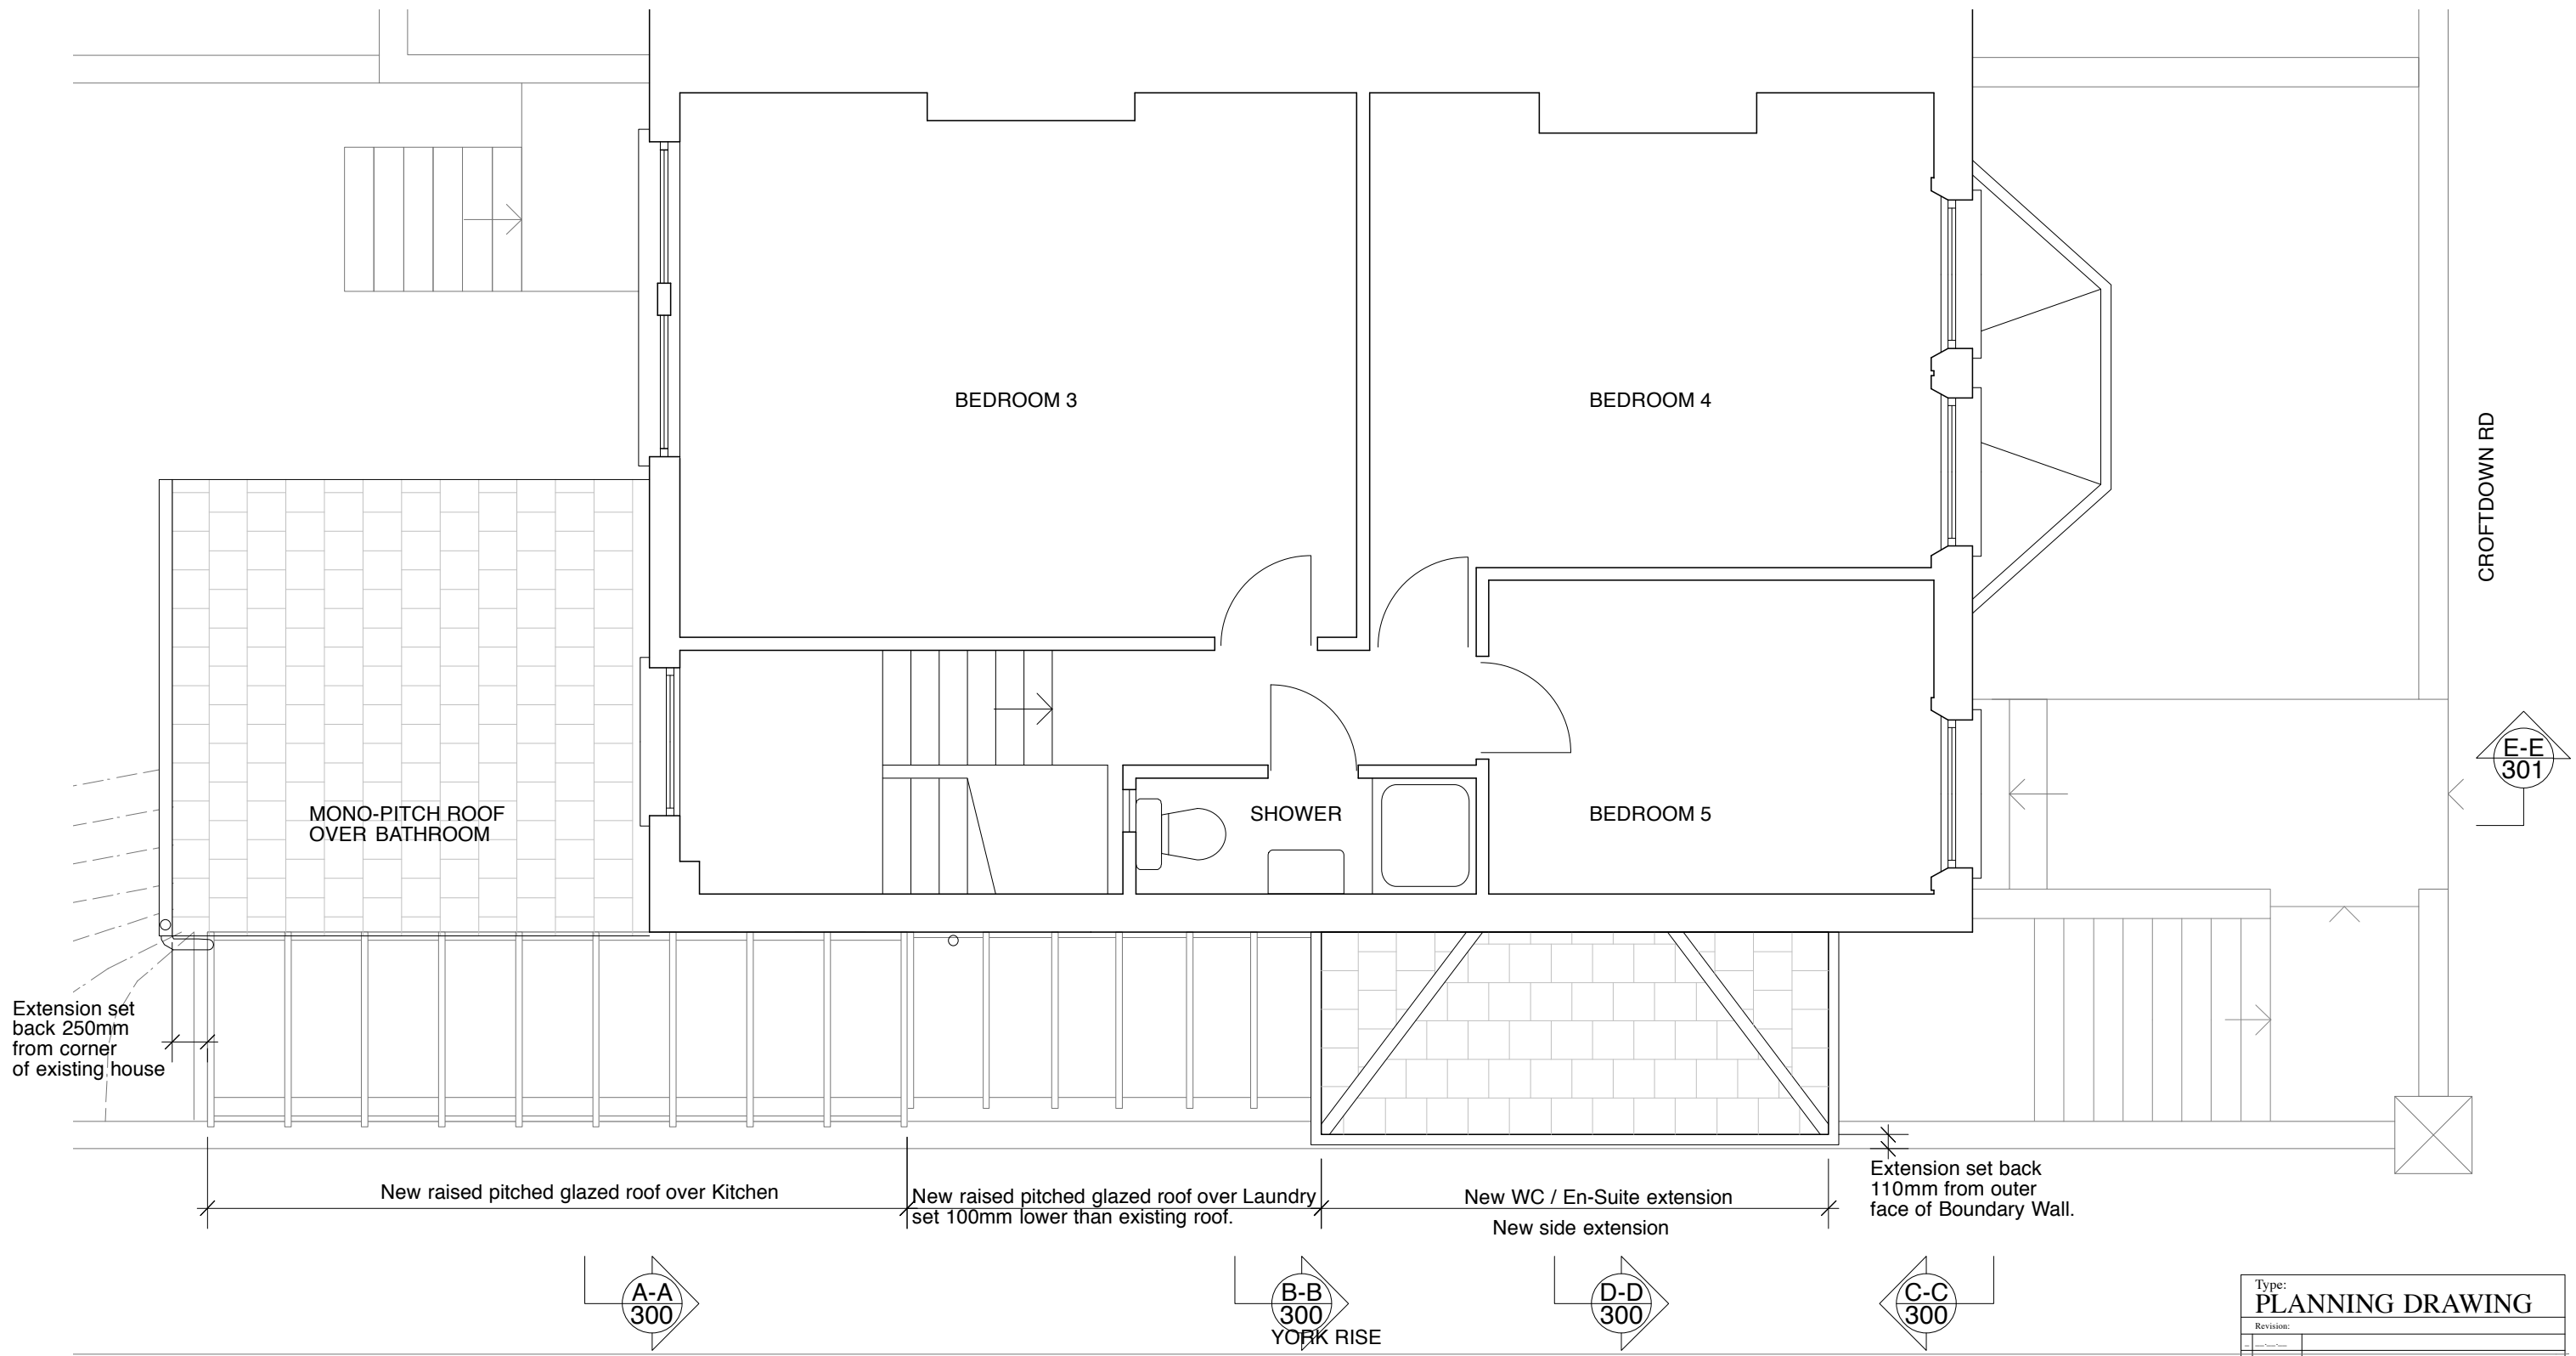 BEDROOM 3
BEDROOM 4
CROFTDOWN RD
E-E
301
MONO-PITCH ROOF
OVER BATHROOM
SHOWER
BEDROOM 5
Extension set
back 250mm
from corner
of existing house
New raised pitched glazed roof over Kitchen
New raised pitched glazed roof over Laundry
set 100mm lower than existing roof.
New WC / En-Suite extension
New side extension
Extension set back
110mm from outer
face of Boundary Wall.
A-A
300
B-B
300
D-D
300
C-C
300
YORK RISE
Type:
PLANNING DRAWING
Revision: